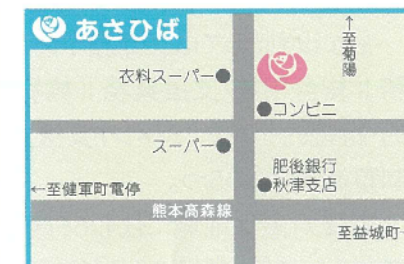 あさひば
↑至菊陽
衣料スーパー●
●コンビニ
スーパー●
肥後銀行
●秋津支店
←至健軍町電停
熊本高森線
至益城町